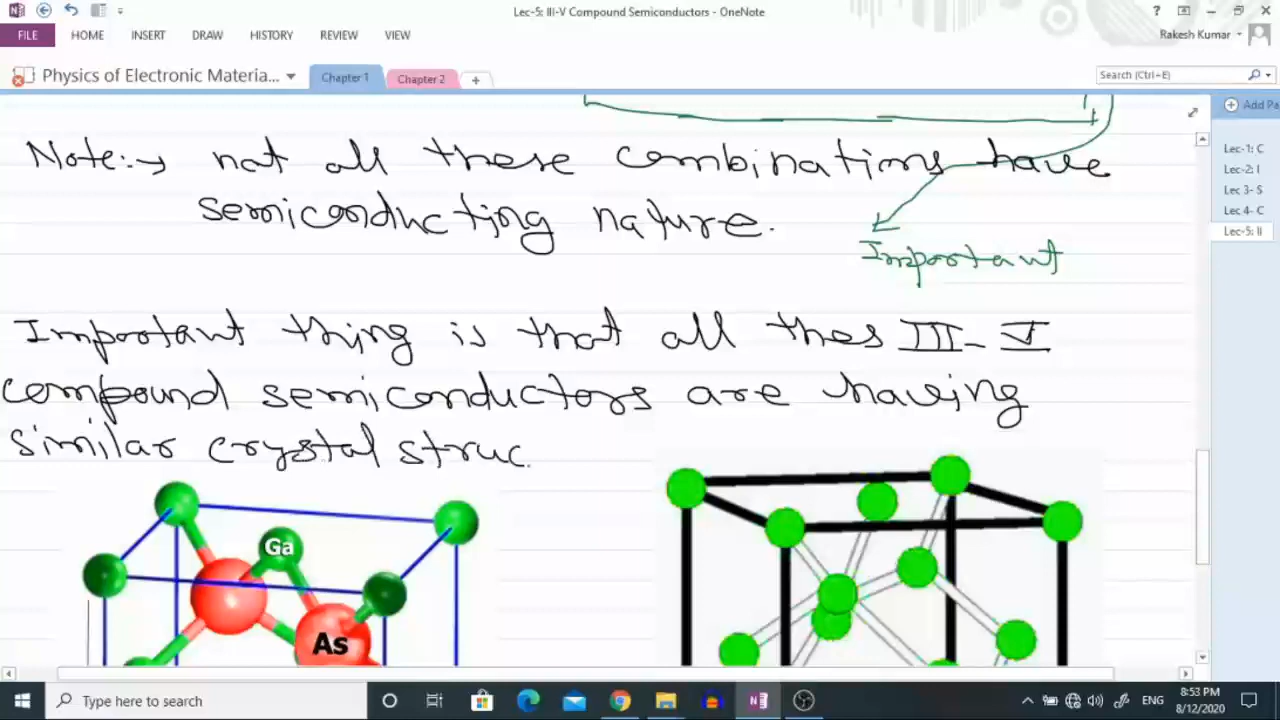 Lec-5: III-V Compound Semiconductors - OneNote
FILE HOME INSERT DRAW HISTORY REVIEW VIEW
Rakesh Kumar
Physics of Electronic Materia... Chapter 1 Chapter 2
Search (Ctrl+E)
Add Pa
Lec-1: C
Lec-2: I
Lec 3- S
Lec 4- C
Lec-5: II
Note:→ not all these combinations have
semiconducting nature.
Important
Important thing is that all thes III-V
compound semiconductors are having
similar crystal struc
Ga
As
Type here to search
ENG
8:53 PM
8/12/2020